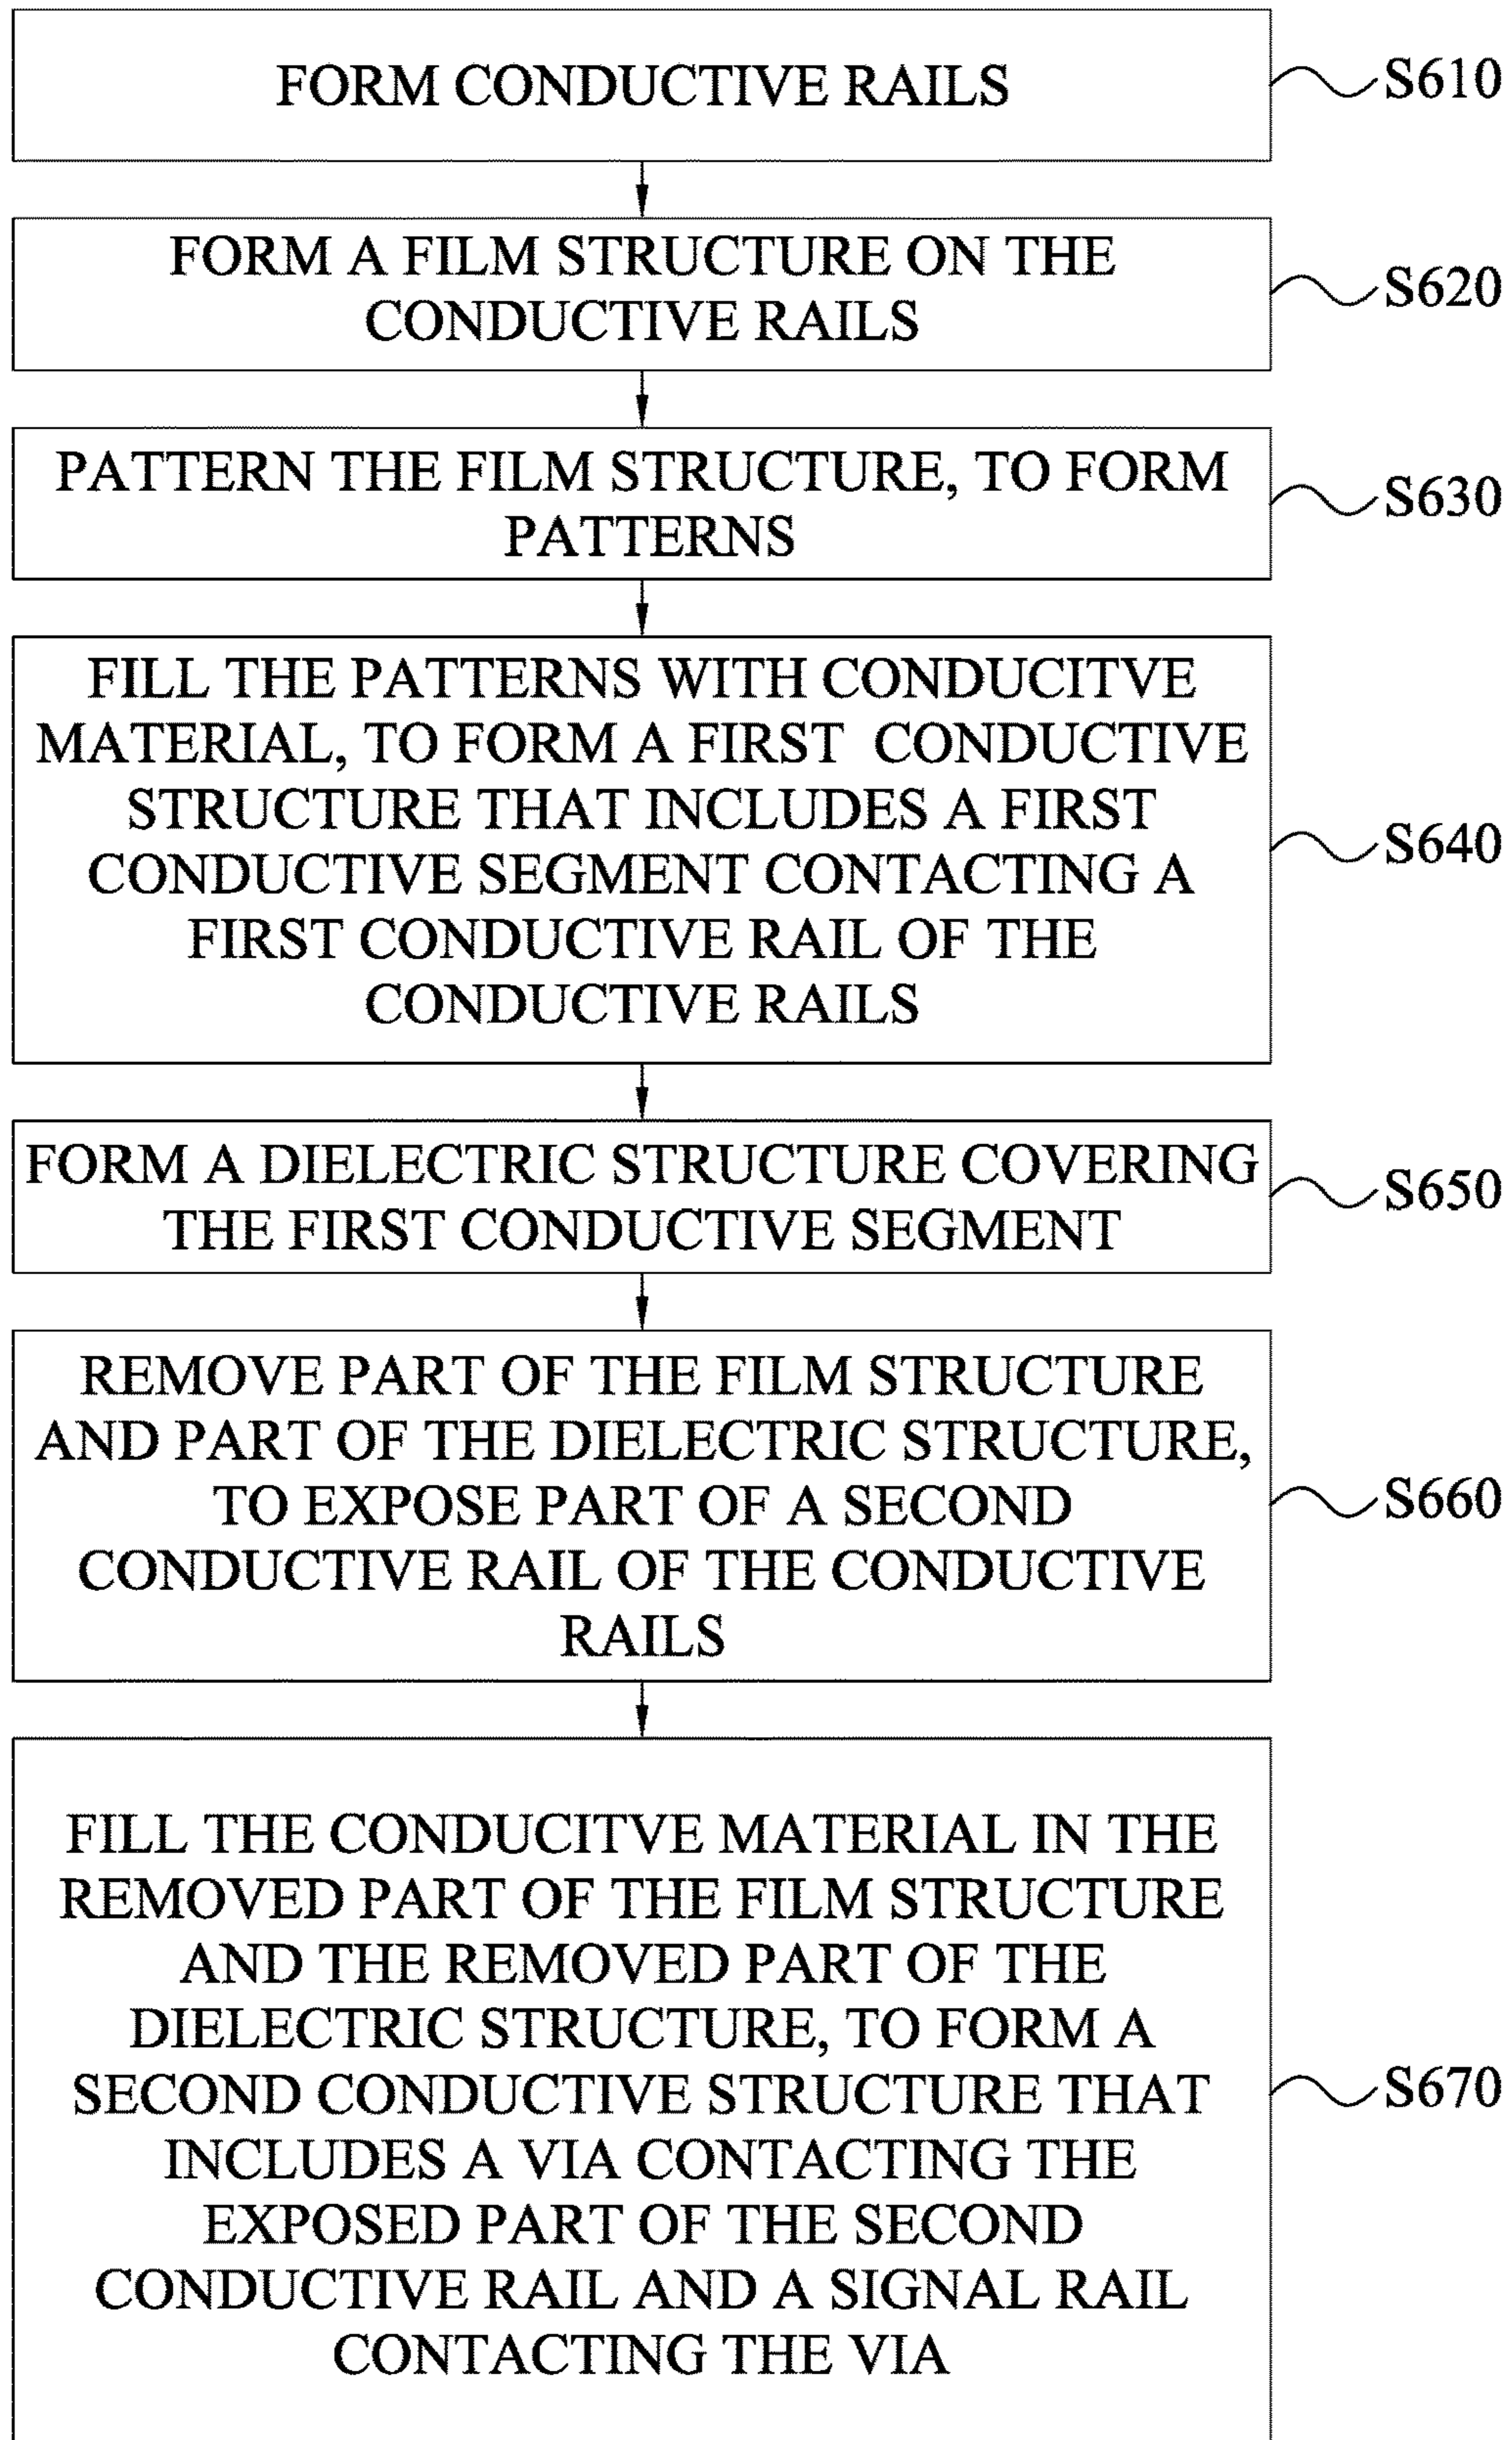 FORM CONDUCTIVE RAILS
S610
FORM A FILM STRUCTURE ON THE
CONDUCTIVE RAILS
S620
PATTERN THE FILM STRUCTURE, TO FORM
PATTERNS
S630
FILL THE PATTERNS WITH CONDUCITVE
MATERIAL, TO FORM A FIRST CONDUCTIVE
STRUCTURE THAT INCLUDES A FIRST
CONDUCTIVE SEGMENT CONTACTING A
FIRST CONDUCTIVE RAIL OF THE
CONDUCTIVE RAILS
S640
FORM A DIELECTRIC STRUCTURE COVERING
THE FIRST CONDUCTIVE SEGMENT
S650
REMOVE PART OF THE FILM STRUCTURE
AND PART OF THE DIELECTRIC STRUCTURE,
TO EXPOSE PART OF A SECOND
CONDUCTIVE RAIL OF THE CONDUCTIVE
RAILS
S660
FILL THE CONDUCITVE MATERIAL IN THE
REMOVED PART OF THE FILM STRUCTURE
AND THE REMOVED PART OF THE
DIELECTRIC STRUCTURE, TO FORM A
SECOND CONDUCTIVE STRUCTURE THAT
INCLUDES A VIA CONTACTING THE
EXPOSED PART OF THE SECOND
CONDUCTIVE RAIL AND A SIGNAL RAIL
CONTACTING THE VIA
S670